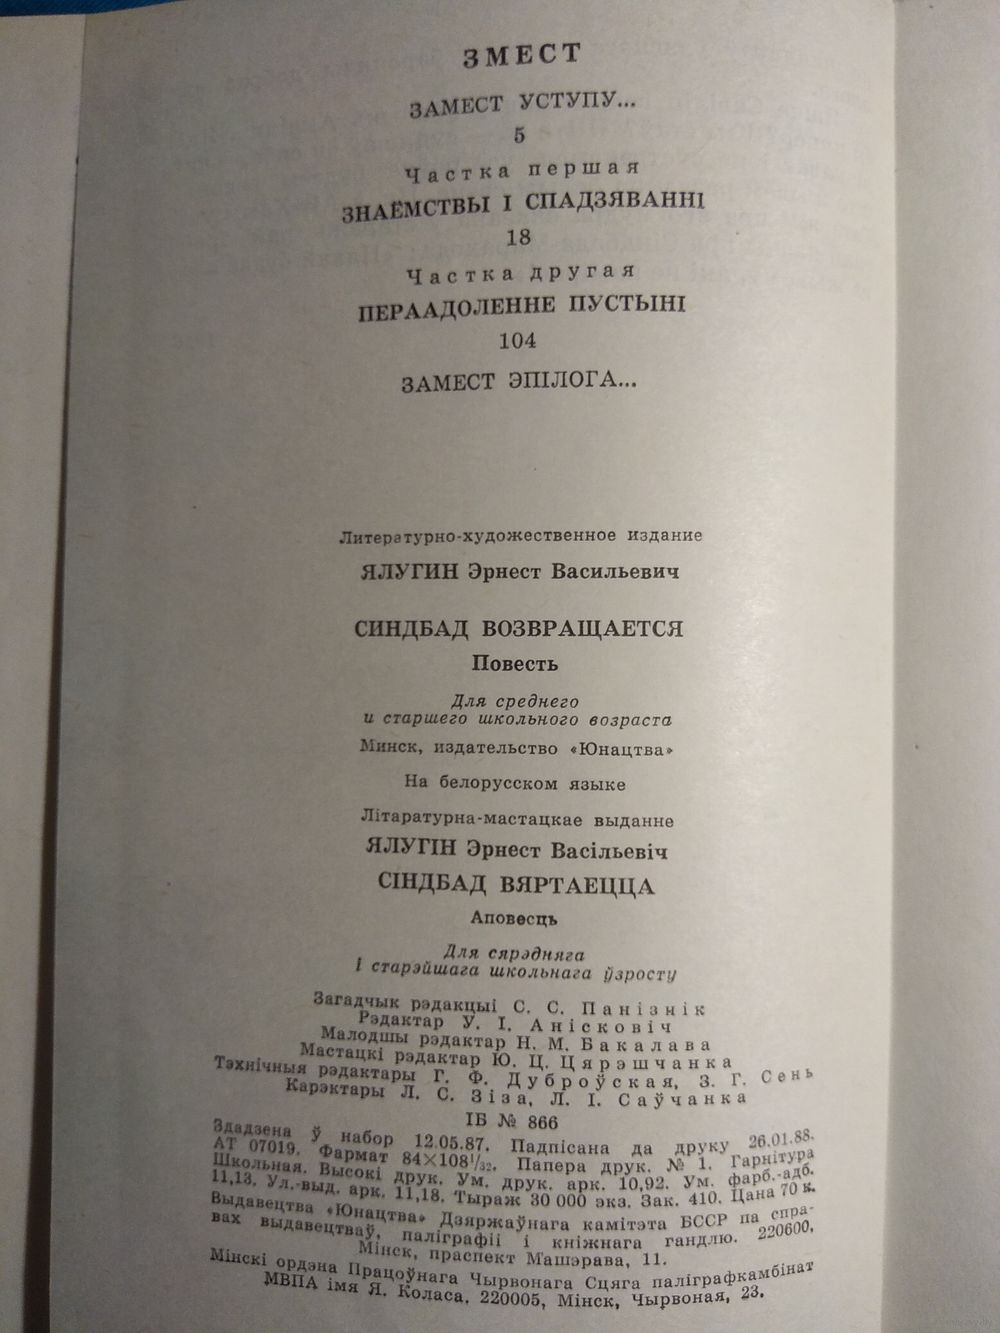 ЗМЕСТ
ЗАМЕСТ УСТУПУ...
5
Частка першая
ЗНАЁМСТВЫ І СПАДЗЯВАННІ
18
Частка другая
ПЕРААДОЛЕННЕ ПУСТЫНІ
104
ЗАМЕСТ ЭПІЛОГА...
Литературно-художественное издание
ЯЛУГИН Эрнест Васильевич
СИНДБАД ВОЗВРАЩАЕТСЯ
Повесть
Для среднего
и старшего школьного возраста
Минск, издательство «Юнацтва»
На белорусском языке
Літаратурна-мастацкае выданне
ЯЛУГІН Эрнест Васільевіч
СІНДБАД ВЯРТАЕЦЦА
Аповесць
Для сярэдняга
і старэйшага школьнага ўзросту
Загадчык рэдакцыі С. С. Панізнік
Рэдактар У. І. Анісковіч
Малодшы рэдактар Н. М. Бакалава
Мастацкі рэдактар Ю. Ц. Цярэшчанка
Тэхнічныя рэдактары Г. Ф. Дуброўская, З. Г. Сень
Карэктары Л. С. Зіза, Л. І. Саўчанка
ІБ № 866
Здадзена ў набор 12.05.87. Падпісана да друку 26.01.88.
АТ 07019. Фармат 84×108 1/32. Папера друк. № 1. Гарнітура
Школьная. Высокі друк. Ум. друк. арк. 10,92. Ум. фарб.-адб.
11,13. Ул.-выд. арк. 11,18. Тыраж 30 000 экз. Зак. 410. Цана 70 к.
Выдавецтва «Юнацтва» Дзяржаўнага камітэта БССР па спра-
вах выдавецтваў, паліграфіі і кніжнага гандлю. 220600,
Мінск, праспект Машэрава, 11.
Мінскі ордэна Працоўнага Чырвонага Сцяга паліграфкамбінат
МВПА імя Я. Коласа. 220005, Мінск, Чырвоная, 23.